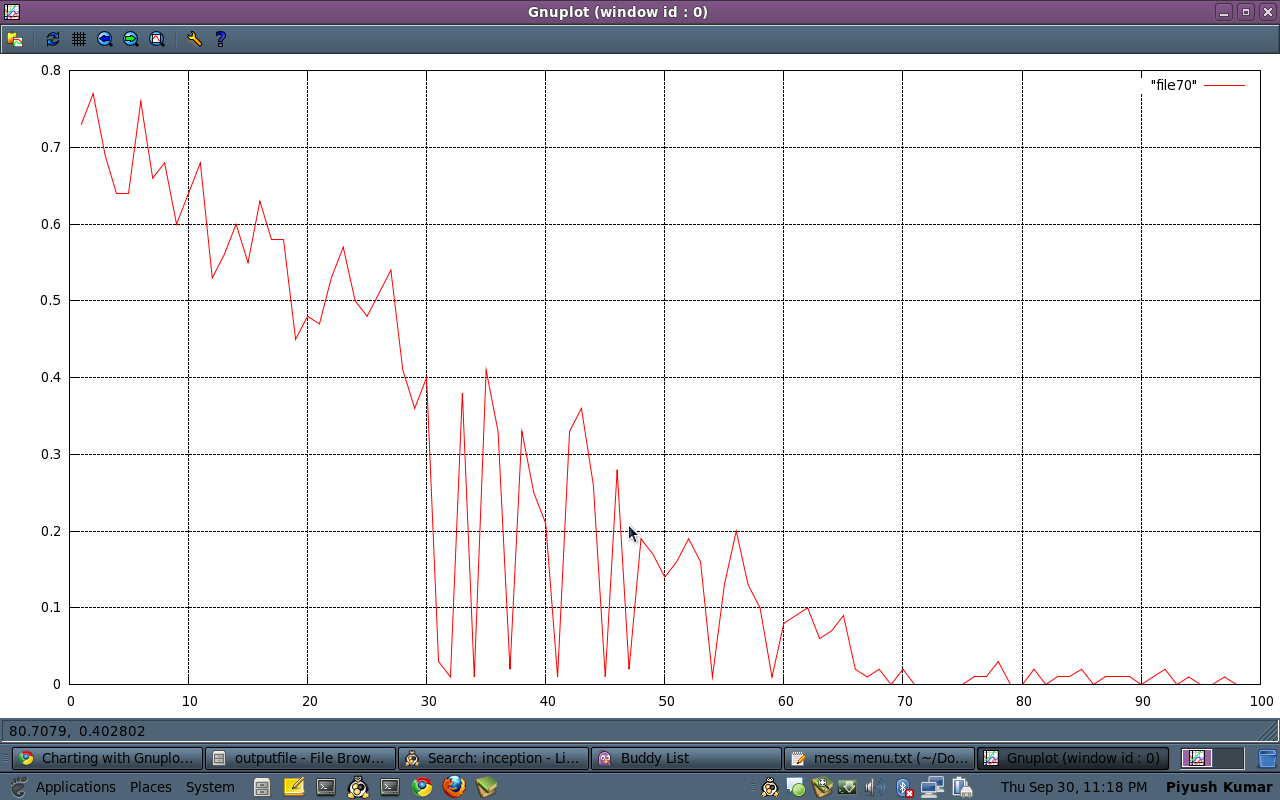 Gnuplot (window id : 0)
"file70"
0.8
0.7
0.6
0.5
0.4
0.3
0.2
0.1
0
0 10 20 30 40 50 60 70 80 90 100
80.7079, 0.402802
Charting with Gnuplo... outputfile - File Brow... Search: inception - Li... Buddy List mess menu.txt (~/Do... Gnuplot (window id : 0)
Applications Places System Thu Sep 30, 11:18 PM Piyush Kumar